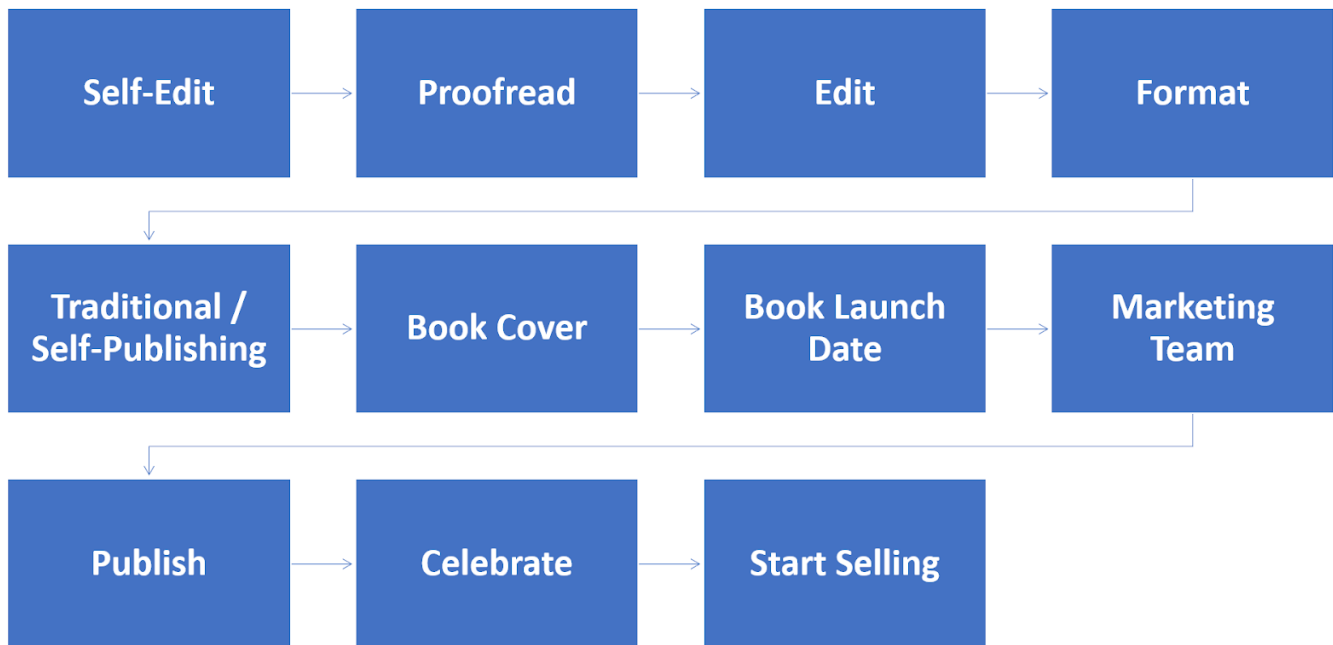 Self-Edit
Proofread
Edit
Format
Traditional /
Self-Publishing
Book Cover
Book Launch
Date
Marketing
Team
Publish
Celebrate
Start Selling